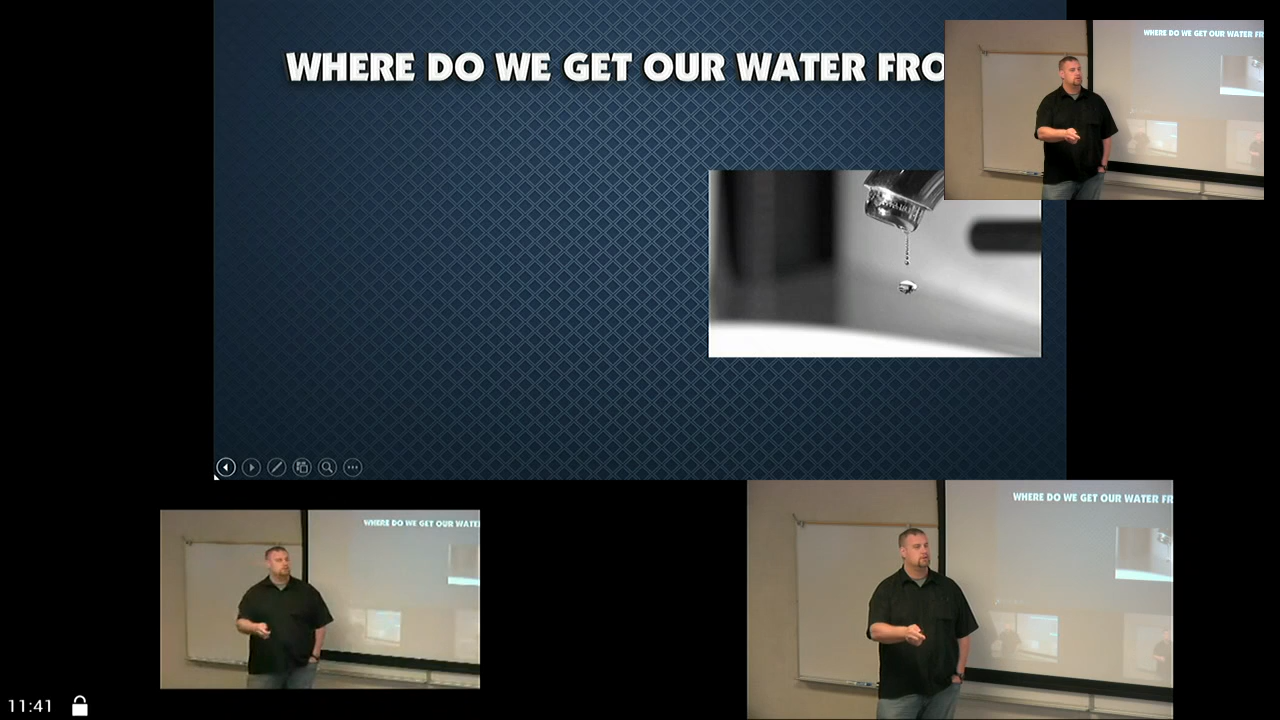 WHERE DO WE GET OUR WATER FRO
WHERE DO WE GET OUR WATER FR
WHERE DO WE GET OUR WATE
WHERE DO WE GET OUR WATER FR
11:41